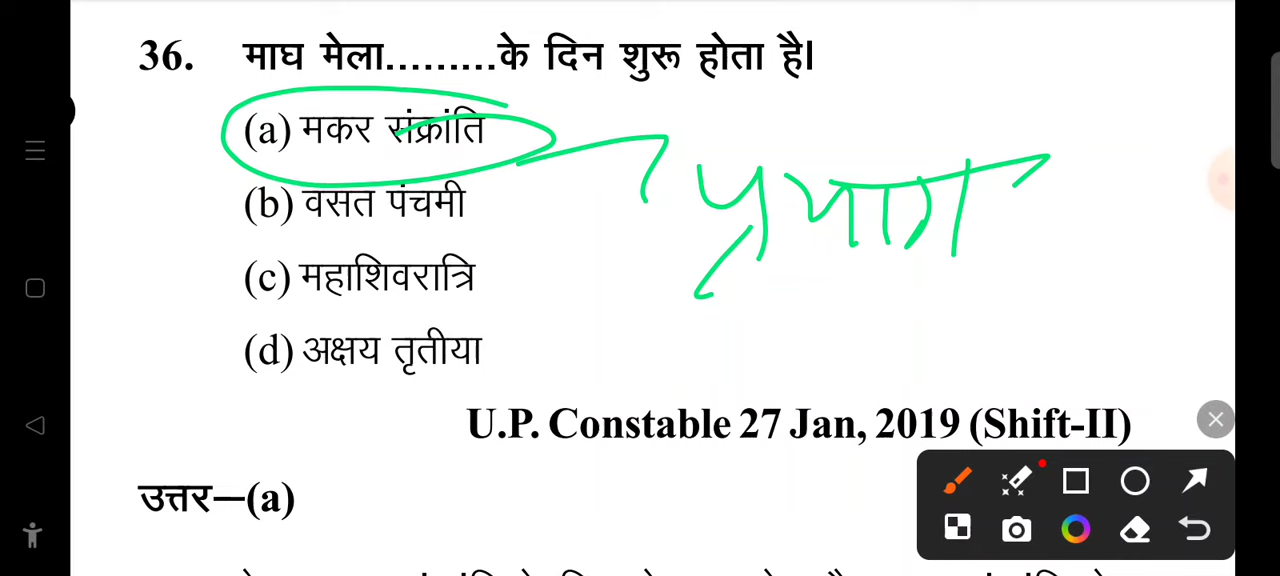 36. माघ मेला.........के दिन शुरू होता है।
(a) मकर संक्रांति
प्रयाग
(b) वसत पंचमी
(c) महाशिवरात्रि
(d) अक्षय तृतीया
U.P. Constable 27 Jan, 2019 (Shift-II)
उत्तर–(a)